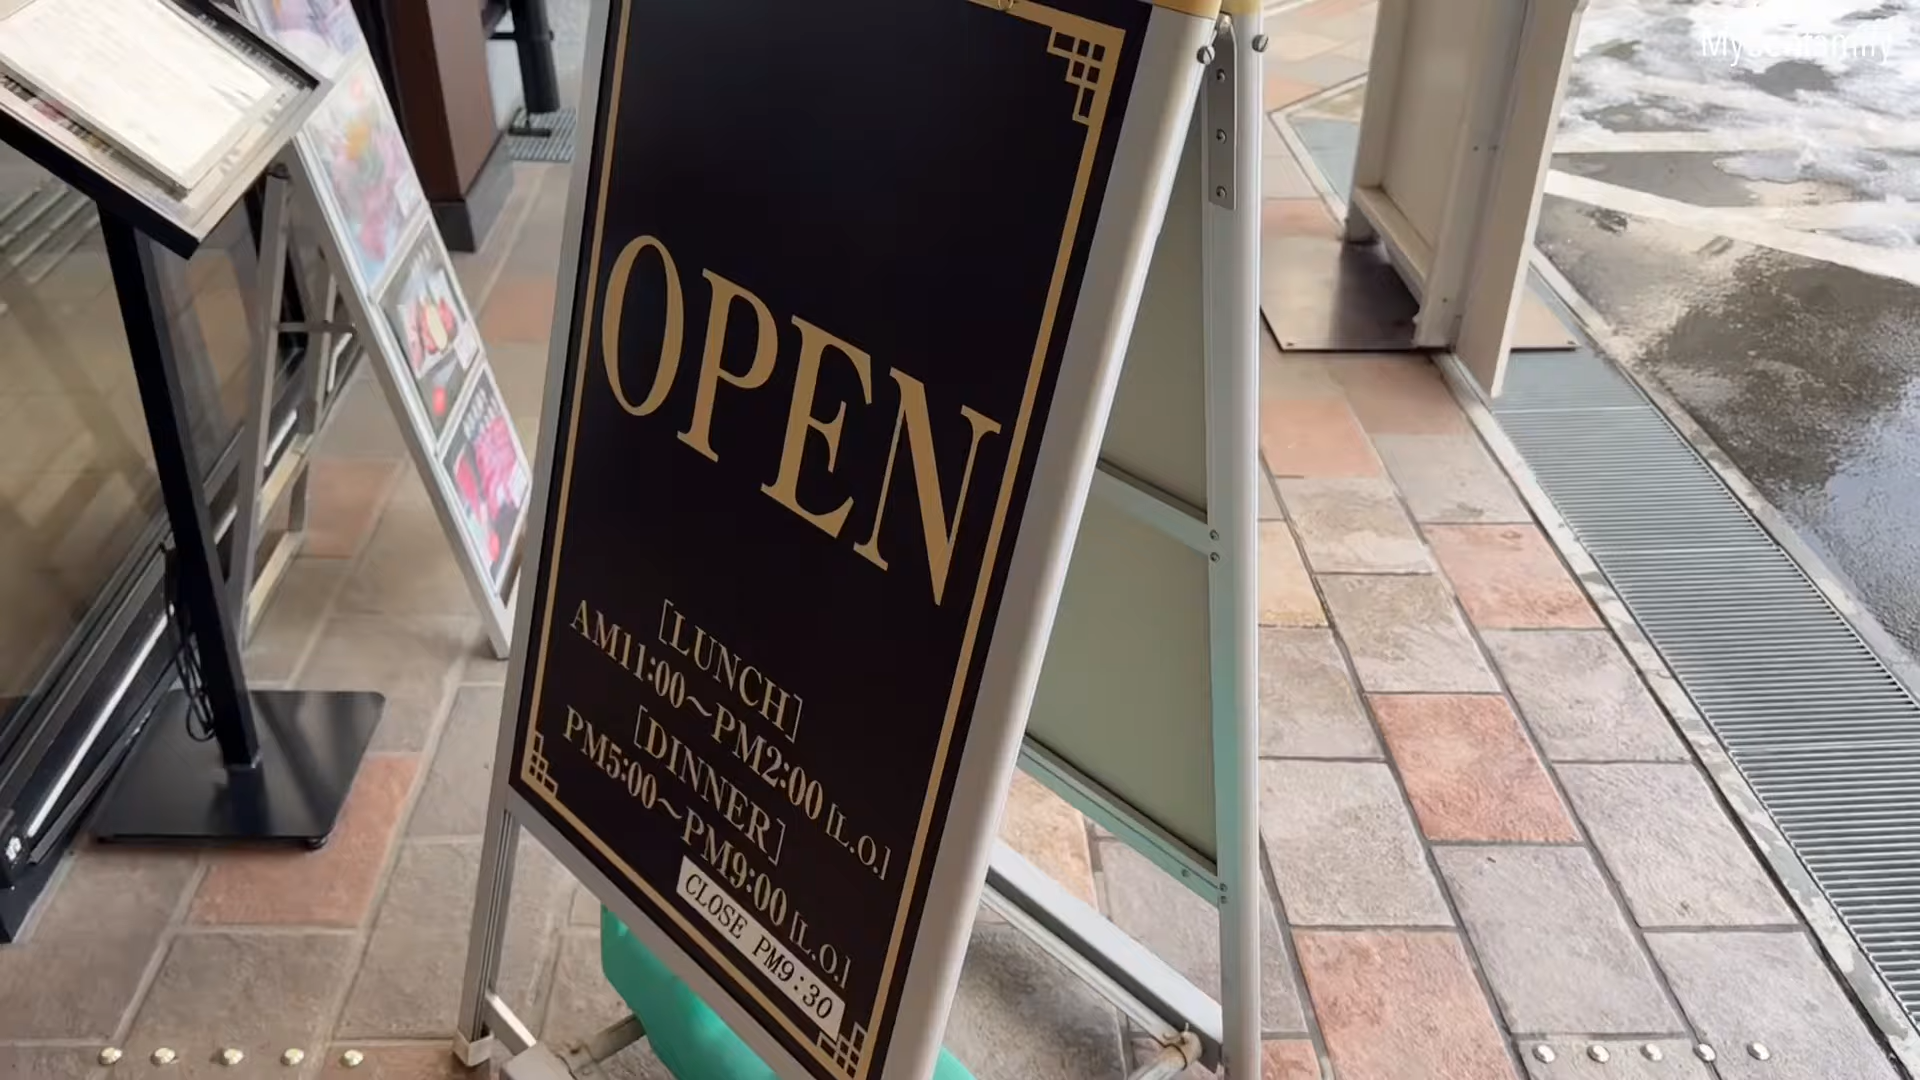 OPEN
[LUNCH]
AM11:00～PM2:00 [L.O.]
[DINNER]
PM5:00～PM9:00 [L.O.]
CLOSE PM9:30